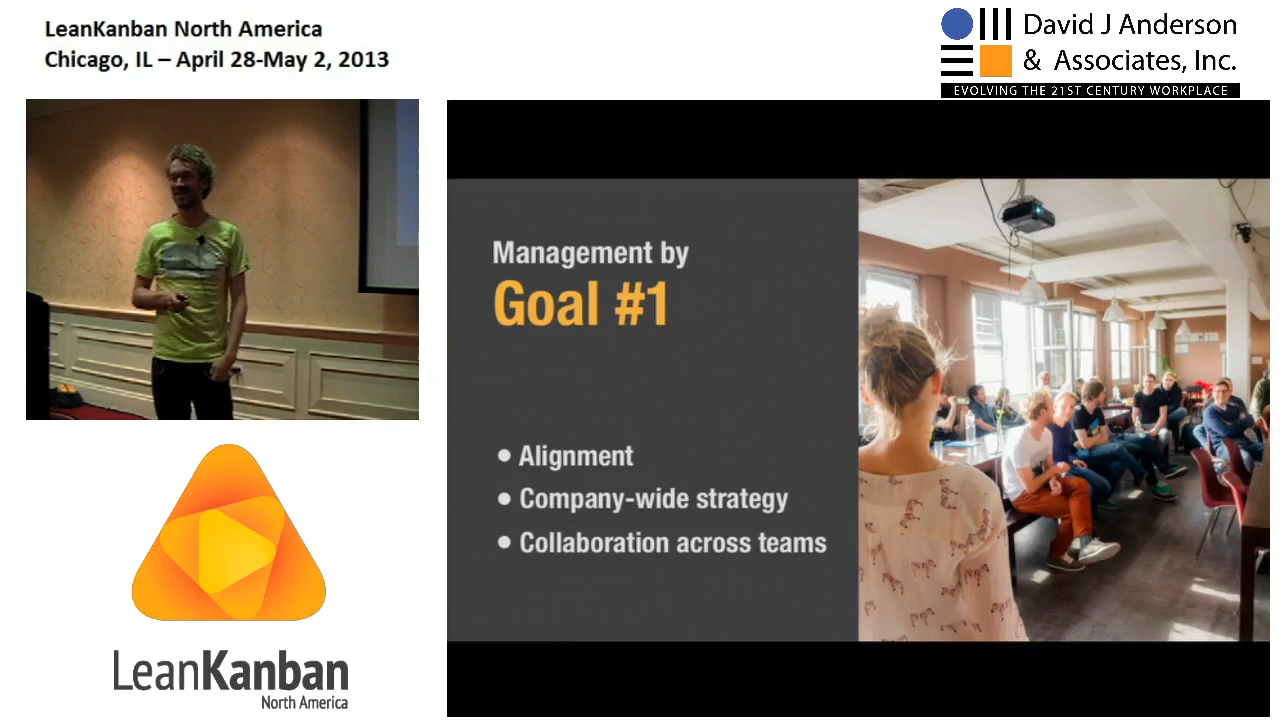 LeanKanban North America
Chicago, IL – April 28-May 2, 2013
David J Anderson
& Associates, Inc.
EVOLVING THE 21ST CENTURY WORKPLACE
Management by
Goal #1
• Alignment
• Company-wide strategy
• Collaboration across teams
LeanKanban
North America